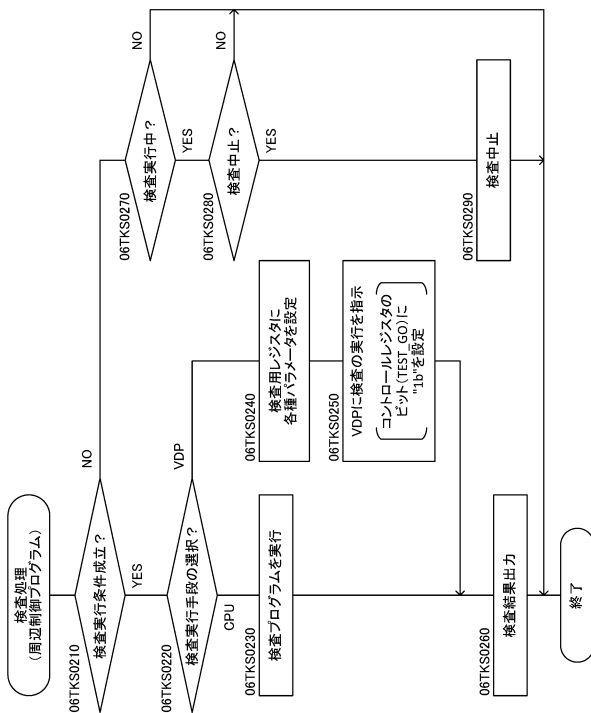 検査処理
(周辺制御プログラム)
06TKS0210
検査実行条件成立?
NO
YES
06TKS0220
検査実行手段の選択?
VDP
CPU
06TKS0230
検査プログラムを実行
06TKS0240
検査用レジスタに
各種パラメータを設定
06TKS0250
VDPに検査の実行を指示
コントロールレジスタの
ビット(TEST_GO)に
"1b"を設定
06TKS0260
検査結果出力
06TKS0270
検査実行中?
NO
YES
06TKS0280
検査中止?
NO
YES
06TKS0290
検査中止
終了